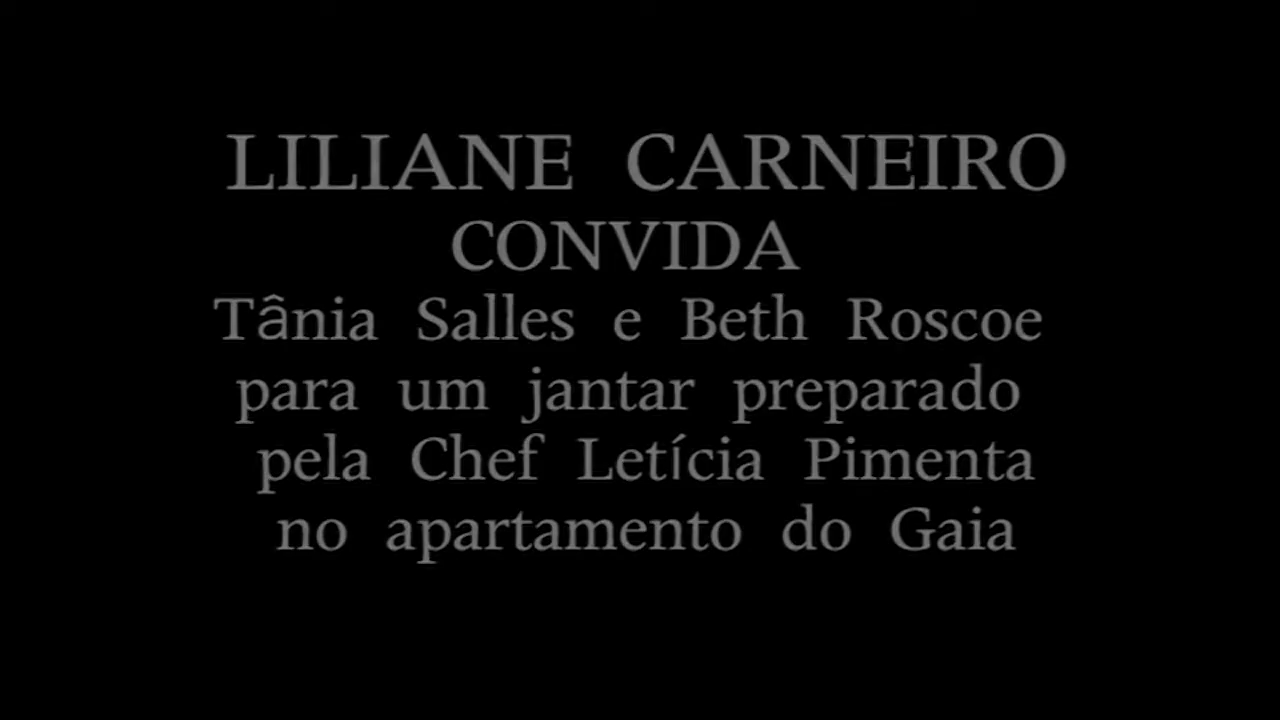 LILIANE CARNEIRO
CONVIDA
Tânia Salles e Beth Roscoe
para um jantar preparado
pela Chef Letícia Pimenta
no apartamento do Gaia